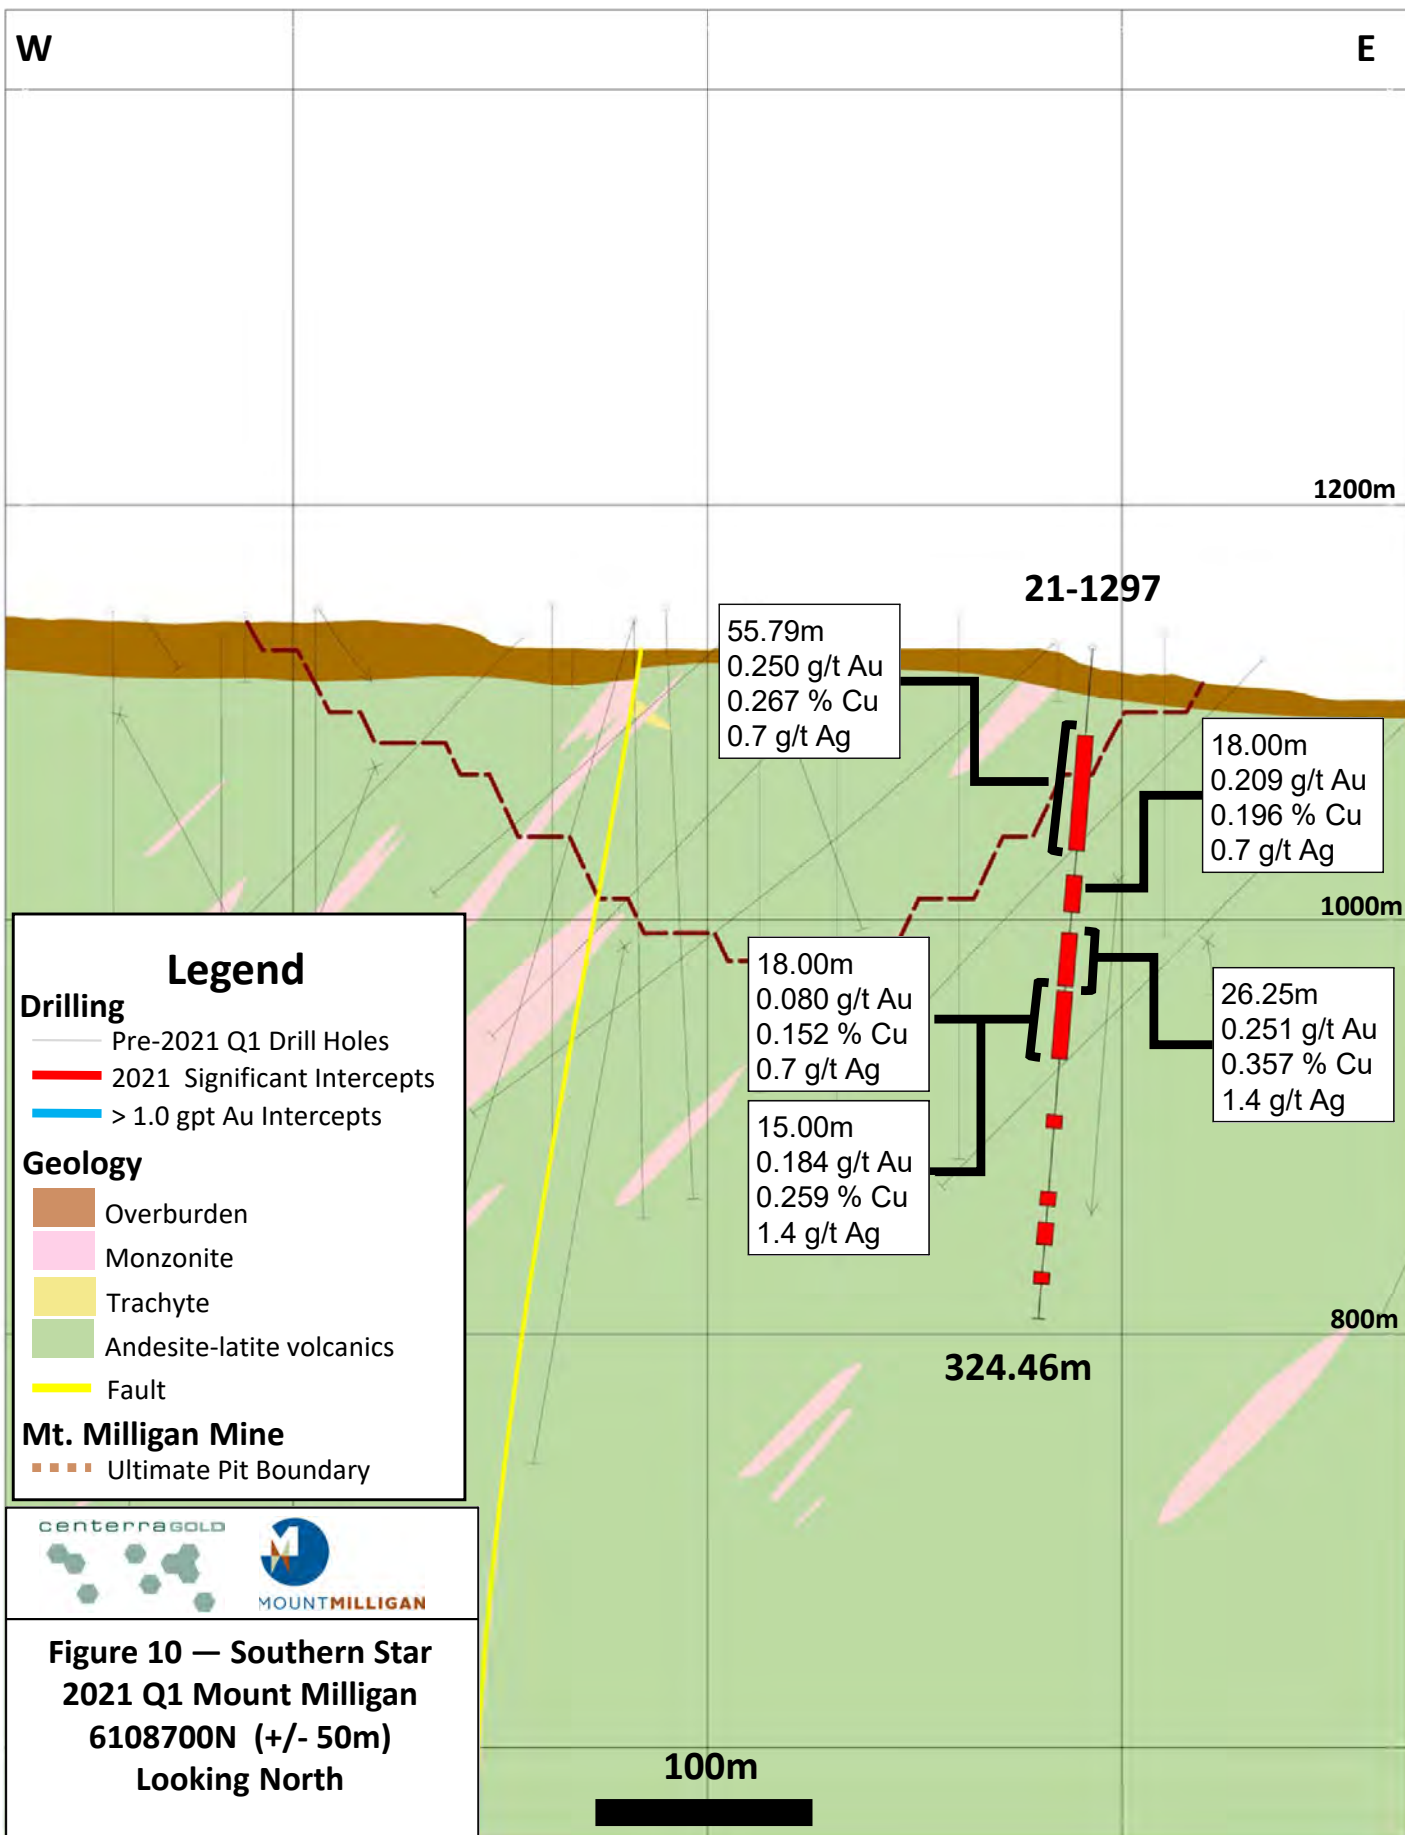 W
E
1200m
21-1297
55.79m
0.250 g/t Au
0.267 % Cu
0.7 g/t Ag
18.00m
0.209 g/t Au
0.196 % Cu
0.7 g/t Ag
1000m
18.00m
0.080 g/t Au
0.152 % Cu
0.7 g/t Ag
26.25m
0.251 g/t Au
0.357 % Cu
1.4 g/t Ag
15.00m
0.184 g/t Au
0.259 % Cu
1.4 g/t Ag
800m
324.46m
Legend
Drilling
Pre-2021 Q1 Drill Holes
2021 Significant Intercepts
> 1.0 gpt Au Intercepts
Geology
Overburden
Monzonite
Trachyte
Andesite-latite volcanics
Fault
Mt. Milligan Mine
Ultimate Pit Boundary
centerraGOLD
MOUNTMILLIGAN
Figure 10 — Southern Star
2021 Q1 Mount Milligan
6108700N (+/- 50m)
Looking North
100m